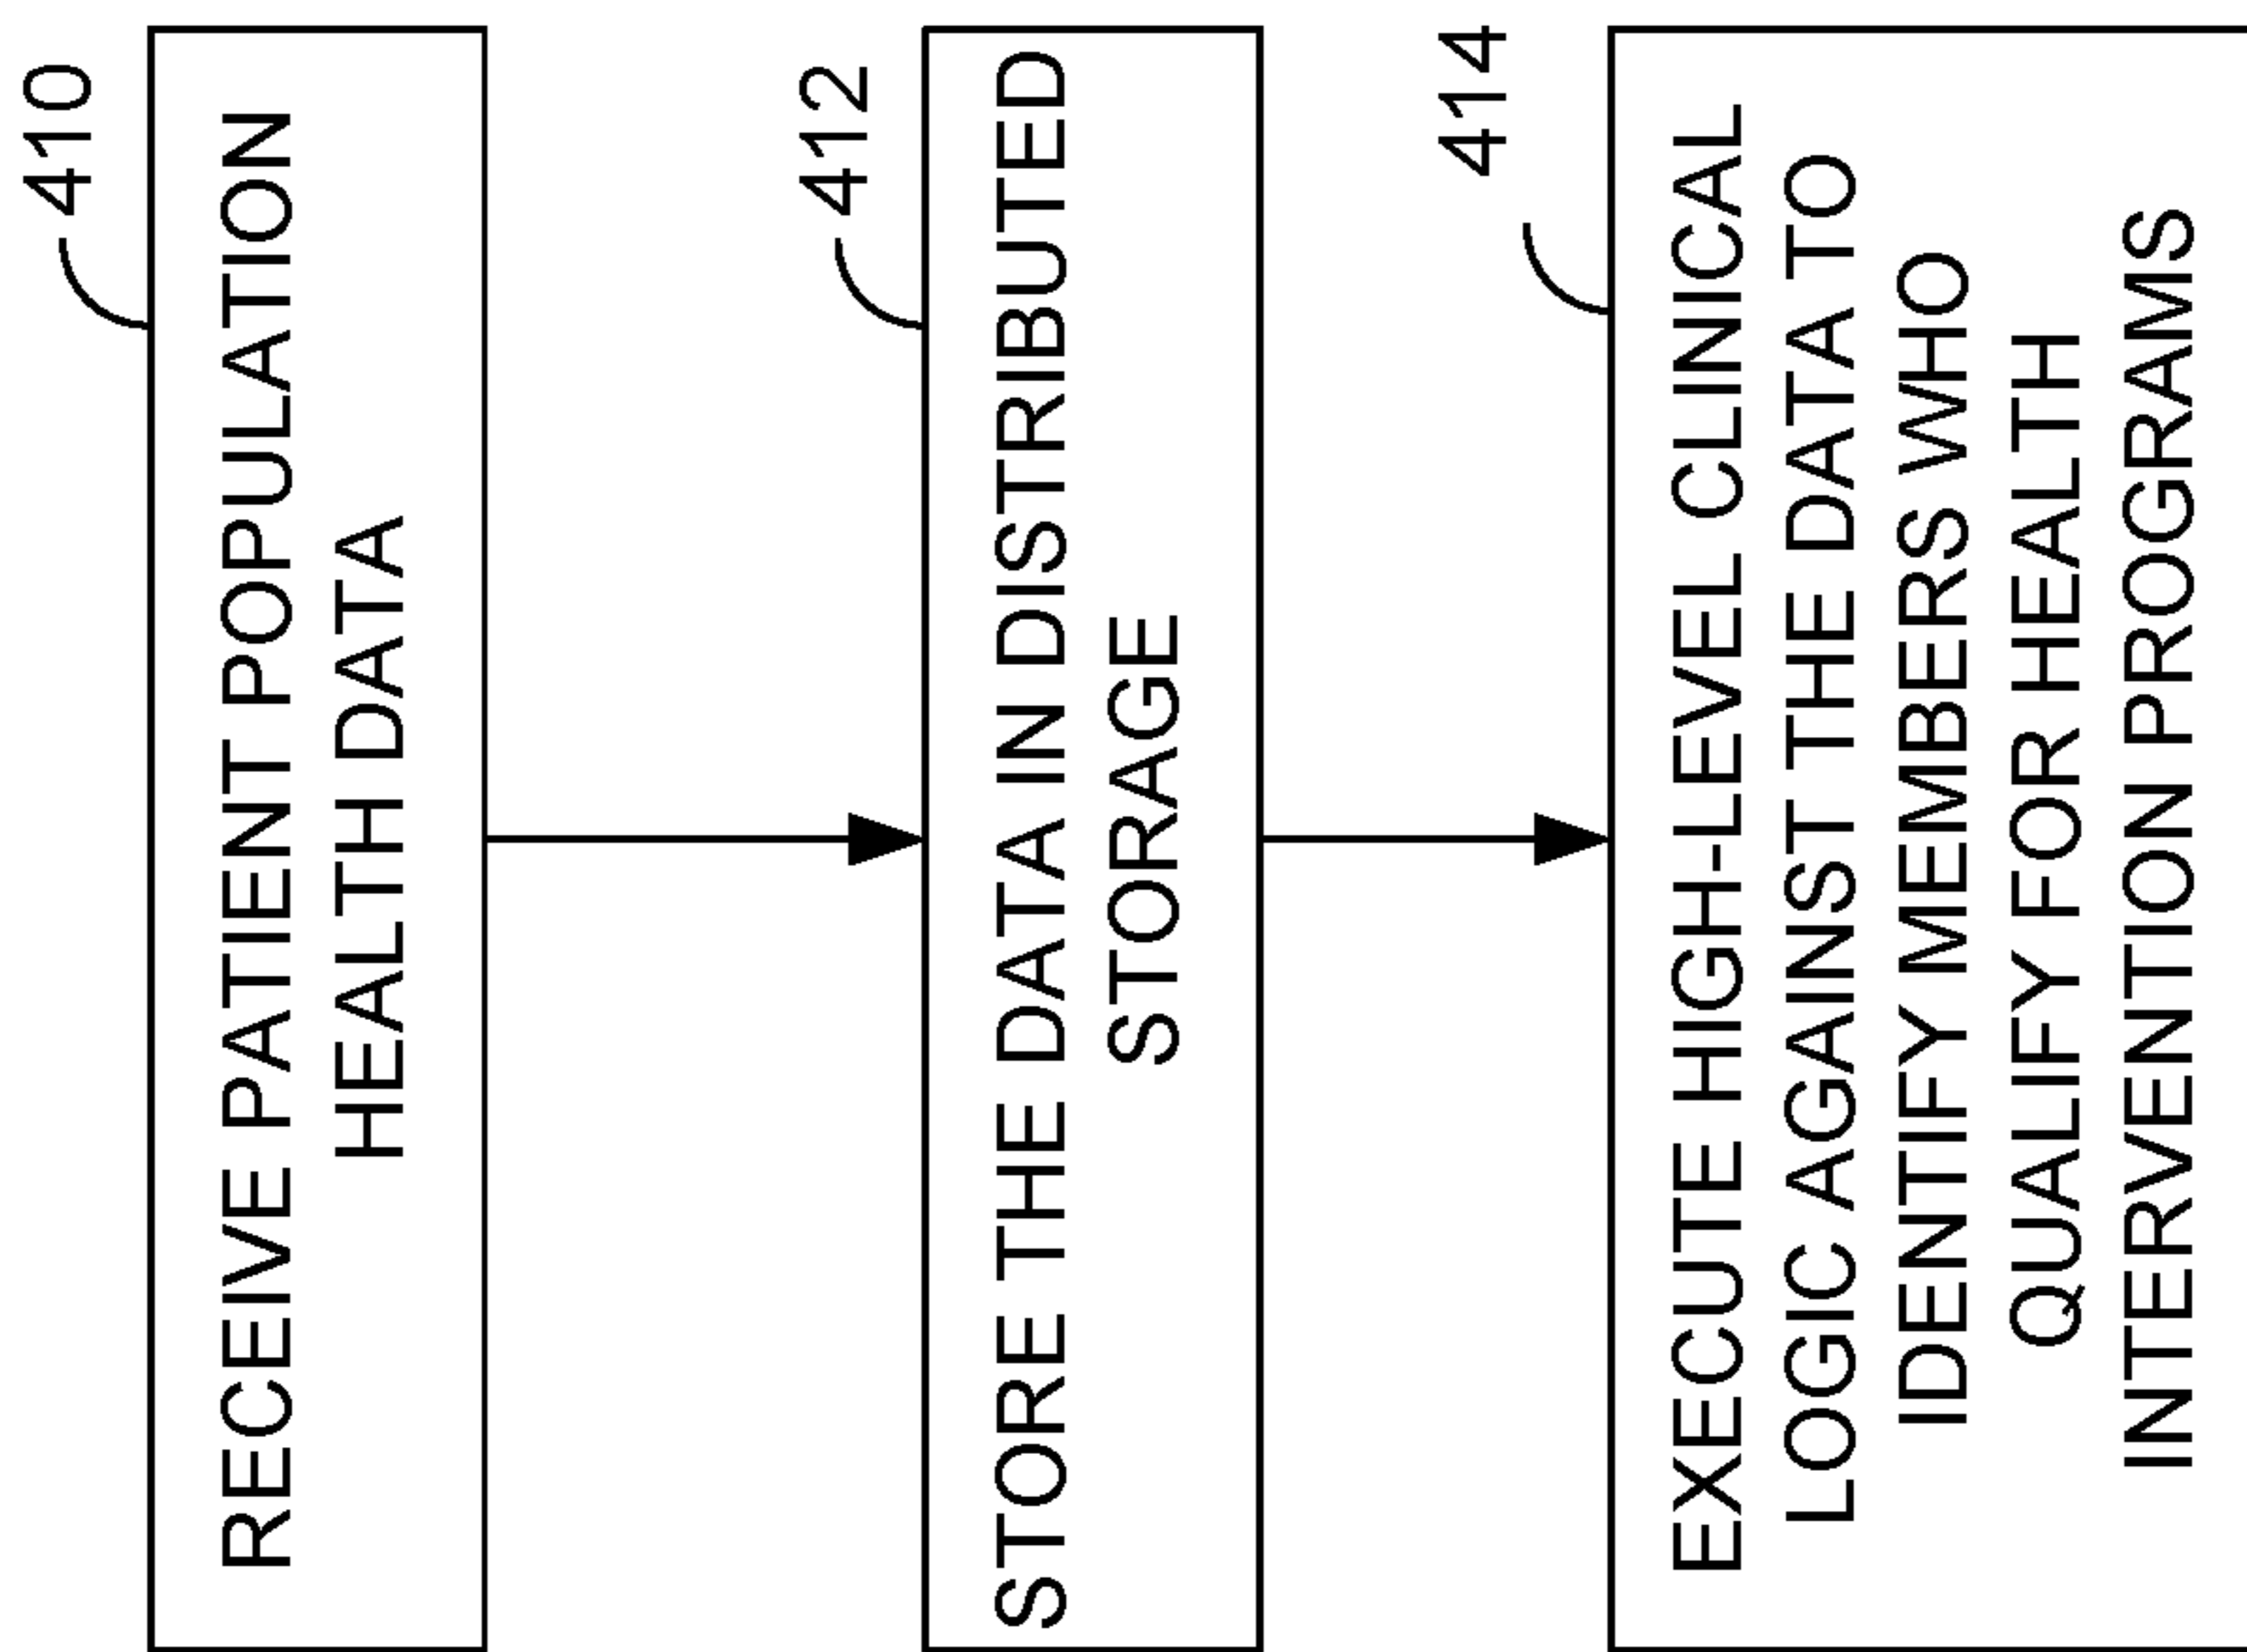 410
RECEIVE PATIENT POPULATION
HEALTH DATA
412
STORE THE DATA IN DISTRIBUTED
STORAGE
414
EXECUTE HIGH-LEVEL CLINICAL
LOGIC AGAINST THE DATA TO
IDENTIFY MEMBERS WHO
QUALIFY FOR HEALTH
INTERVENTION PROGRAMS